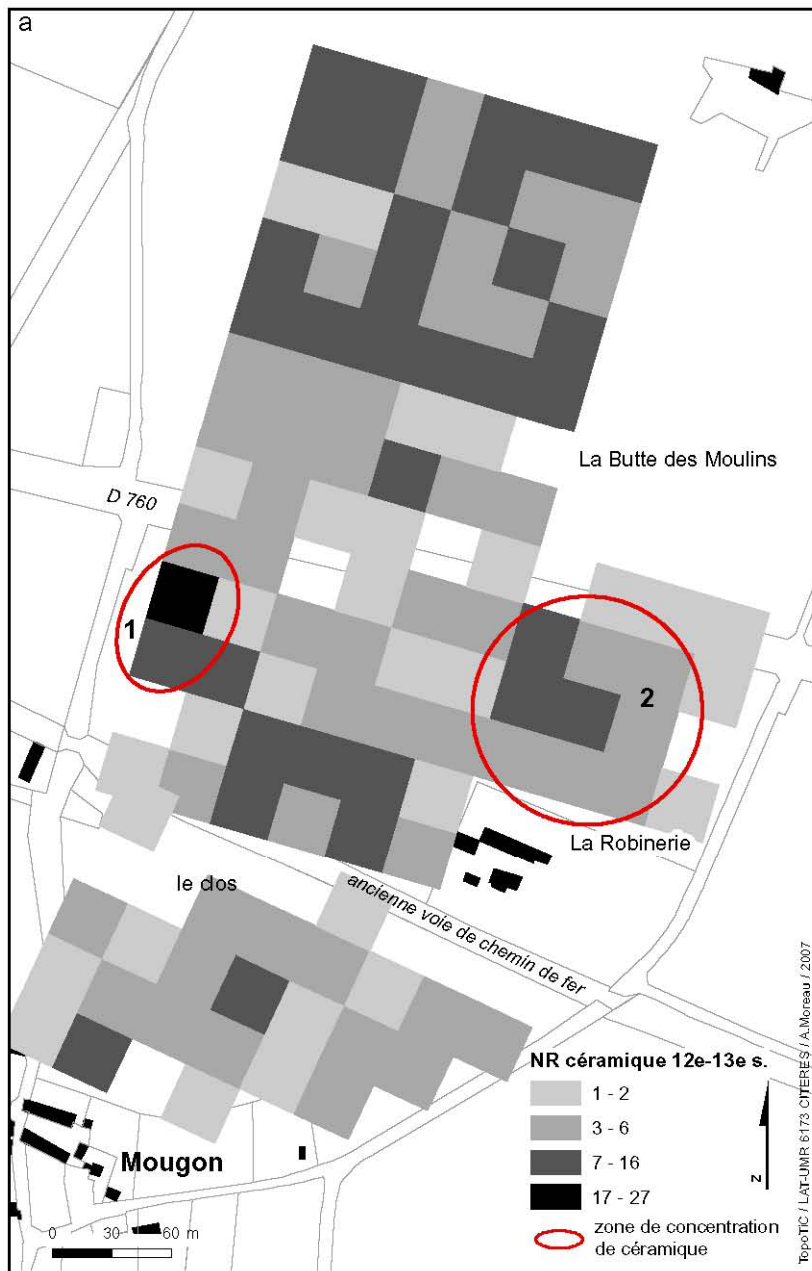 a
La Butte des Moulins
D 760
1
2
La Robinerie
le clos
ancienne voie de chemin de fer
NR céramique 12e-13e s.
1 - 2
3 - 6
7 - 16
17 - 27
zone de concentration
de céramique
N
Mougon
0 30 60 m
TopoTIC / LAT-UMR 6173 CITERES / A.Moreau / 2007